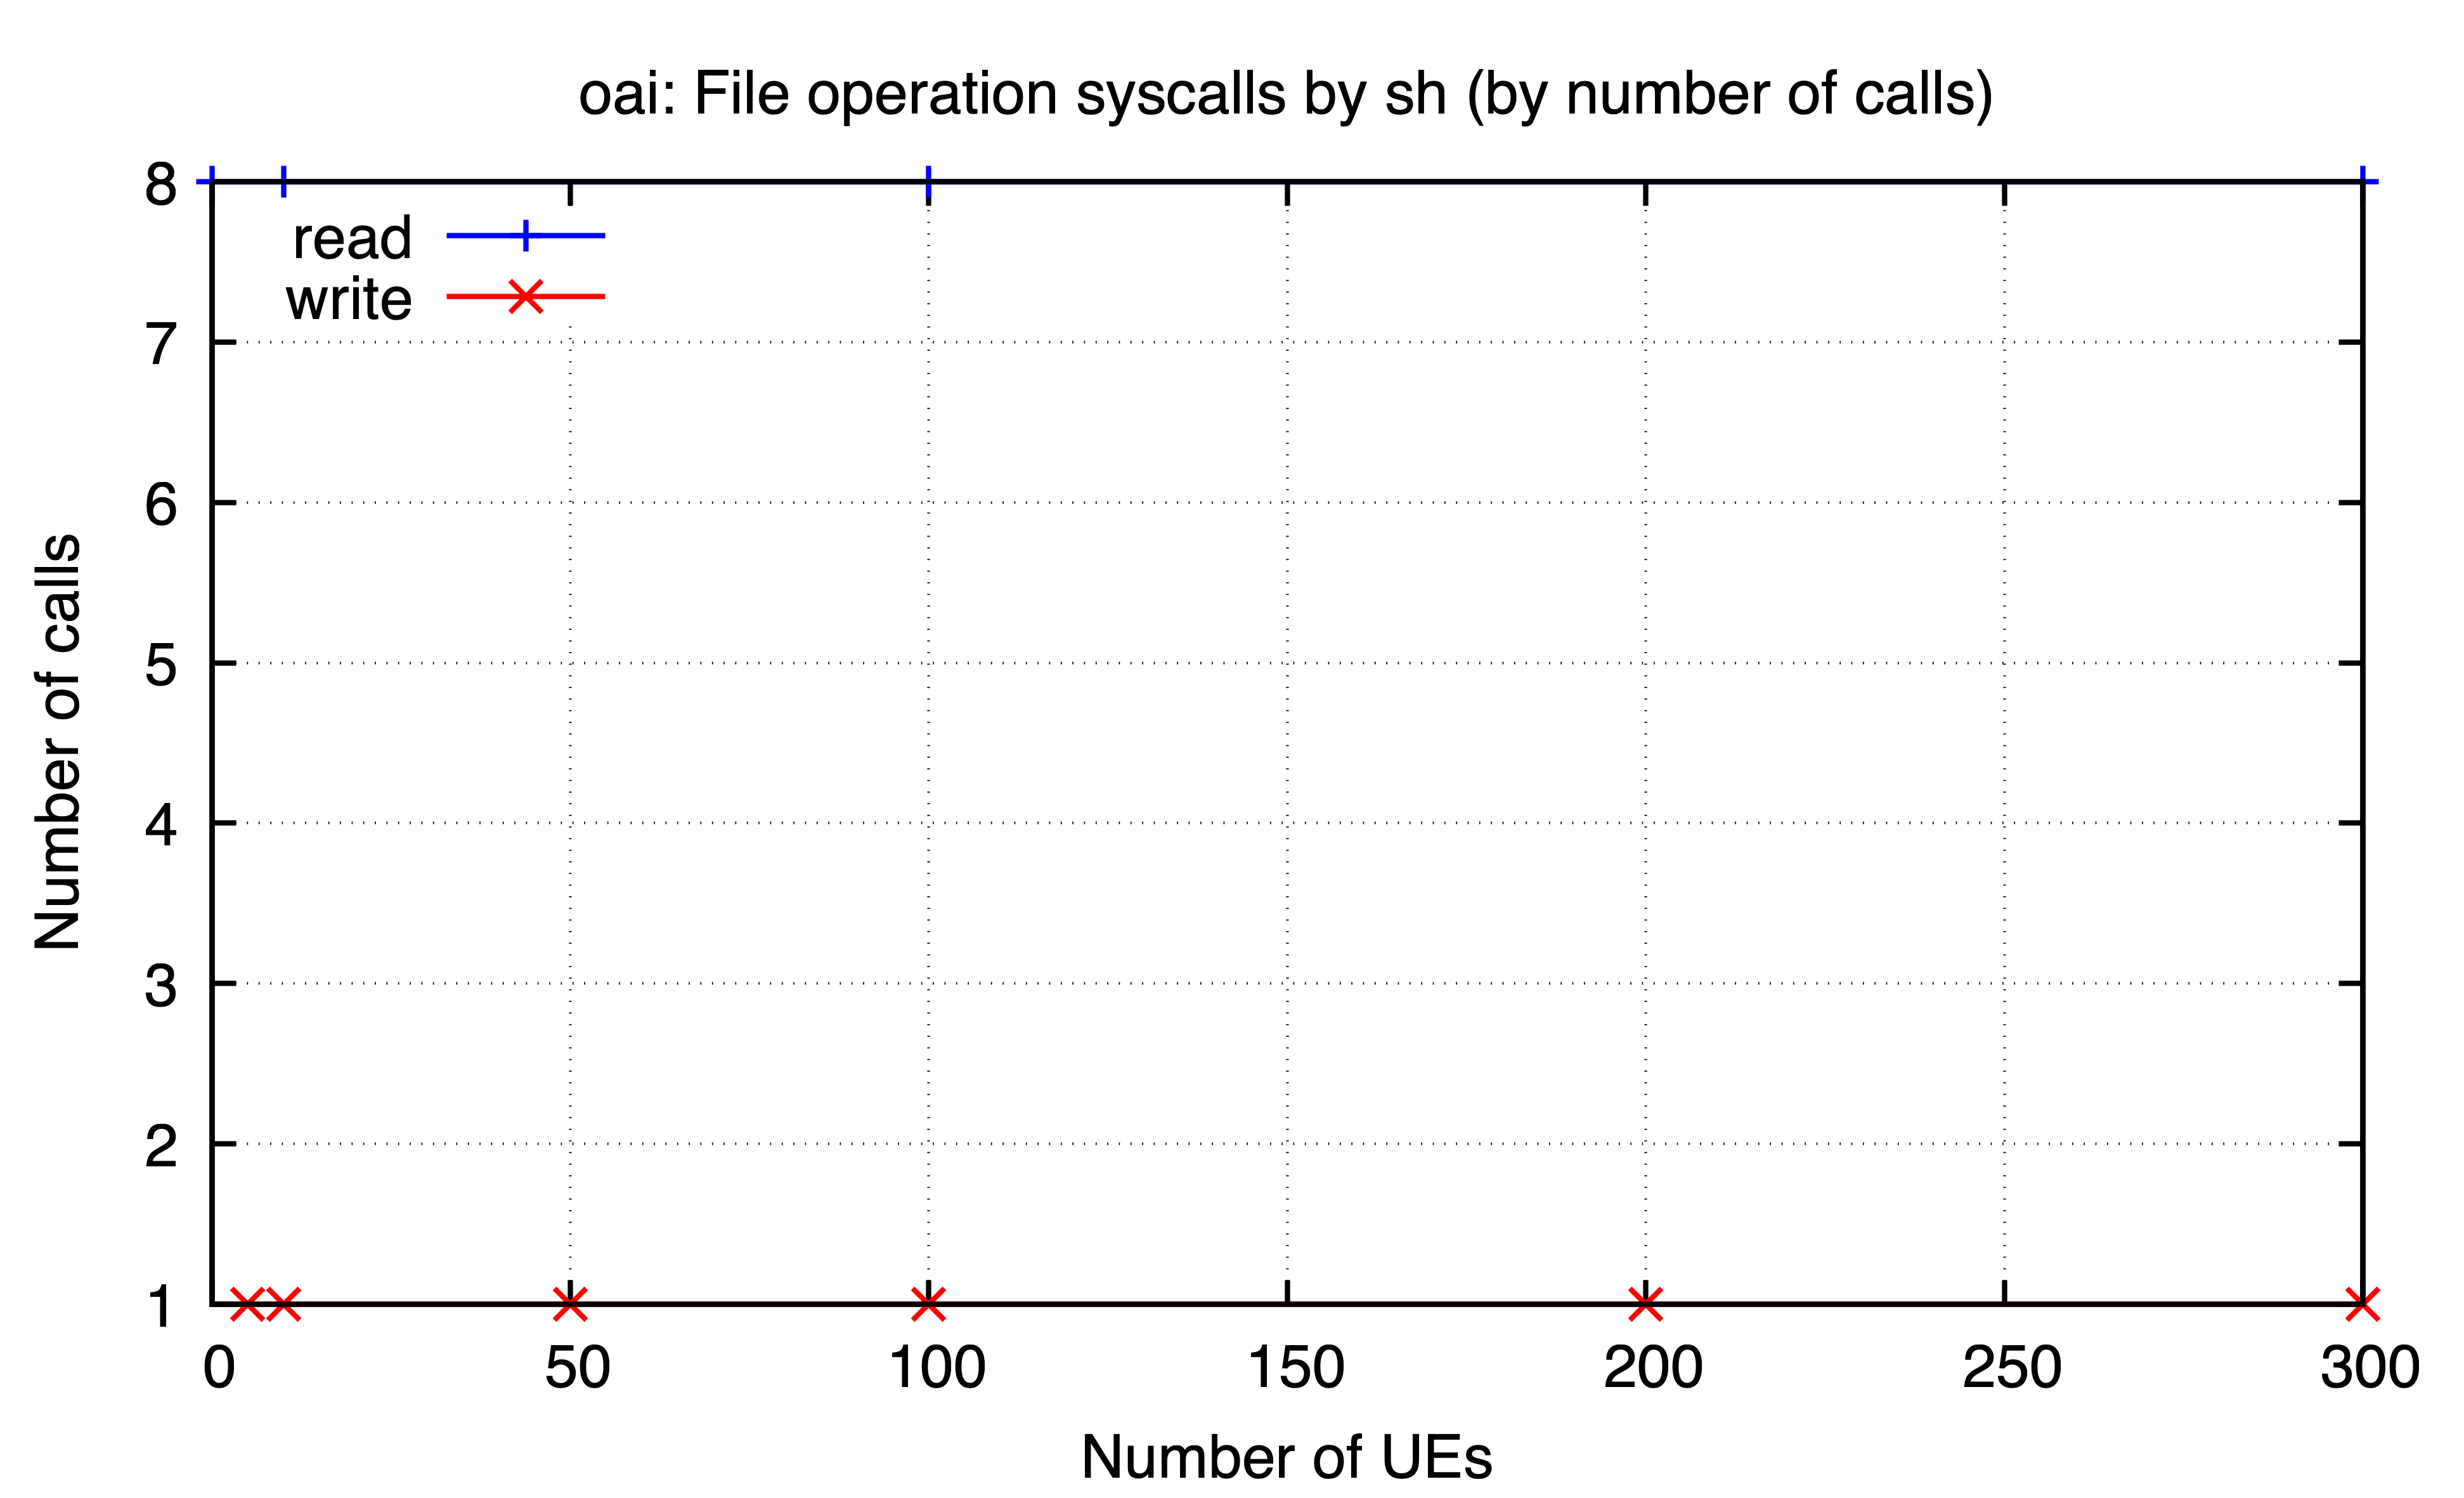 oai: File operation syscalls by sh (by number of calls)
8
read
write
7
6
5
4
3
2
1
Number of calls
0 50 100 150 200 250 300
Number of UEs